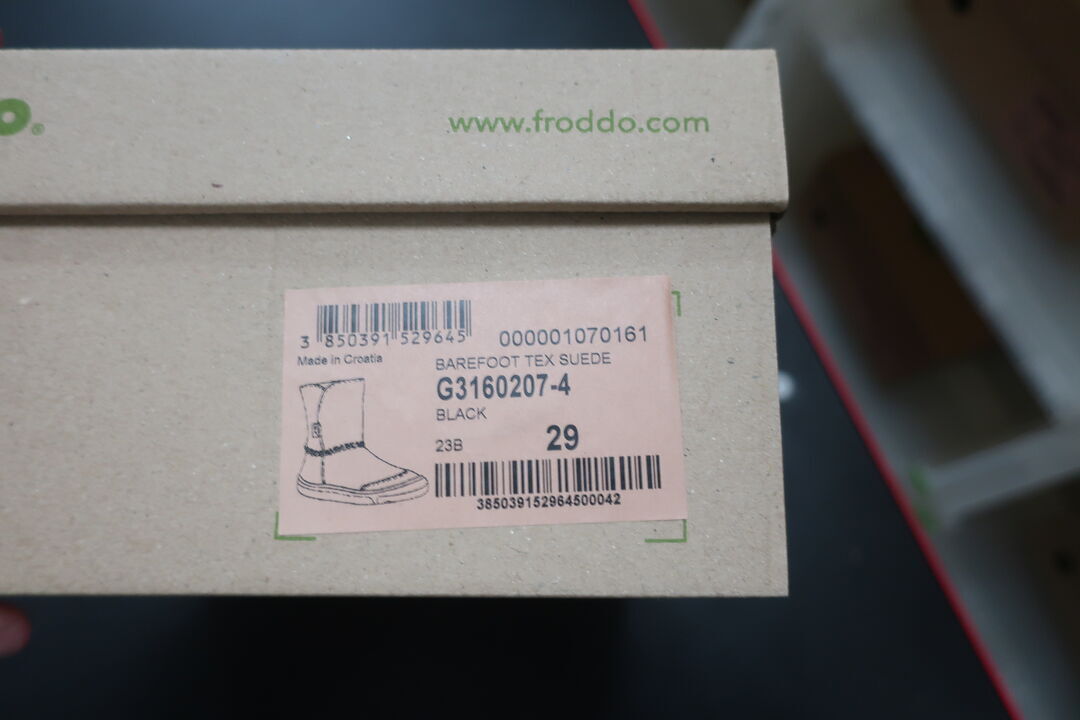 o®
www.froddo.com
3 850391 529645
000001070161
Made in Croatia
BAREFOOT TEX SUEDE
G3160207-4
BLACK
23B
29
385039152964500042